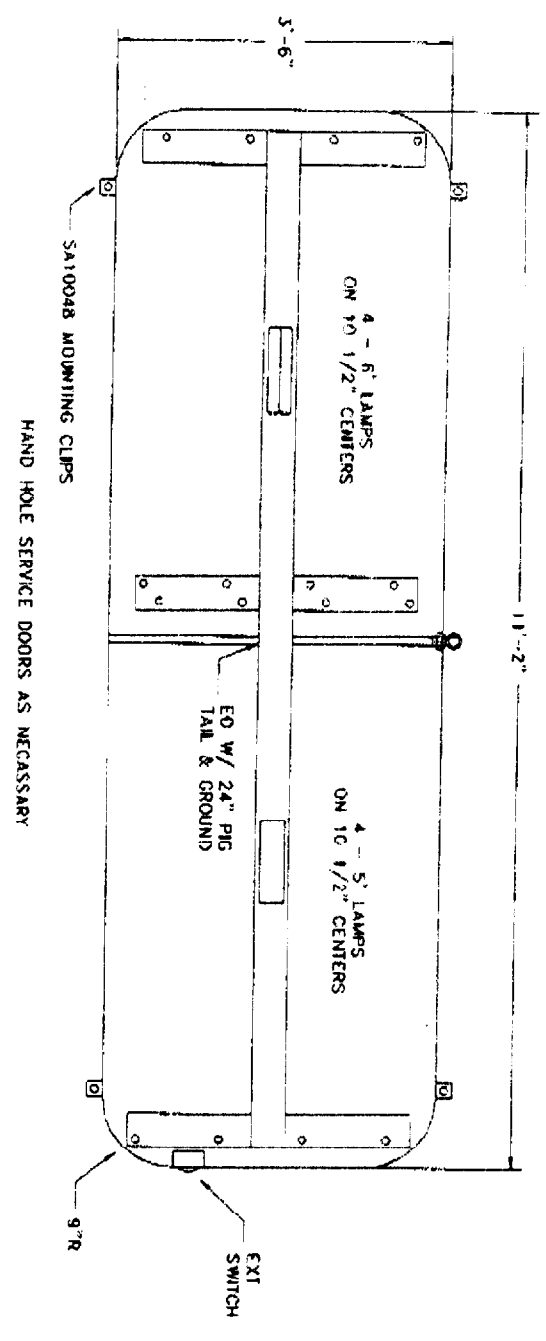 11'-2"
3'-6"
4 - 6' LAMPS
ON 10 1/2" CENTERS
4 - 5' LAMPS
ON 10 1/2" CENTERS
EO W/ 24" PIG
TAIL & GROUND
EXT
SWITCH
SA10048 MOUNTING CLIPS
9"R
HAND HOLE SERVICE DOORS AS NECASSARY